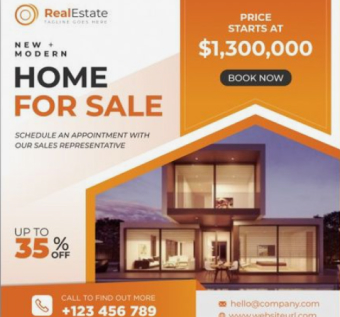 RealEstate
TAGLINE GOES HERE
NEW +
MODERN
HOME
FOR SALE
SCHEDULE AN APPOINTMENT WITH
OUR SALES REPRESENTATIVE
PRICE
STARTS AT
$1,300,000
BOOK NOW
UP TO
35%
OFF
CALL TO FIND OUT MORE
+123 456 789
hello@company.com
www.websiteurl.com